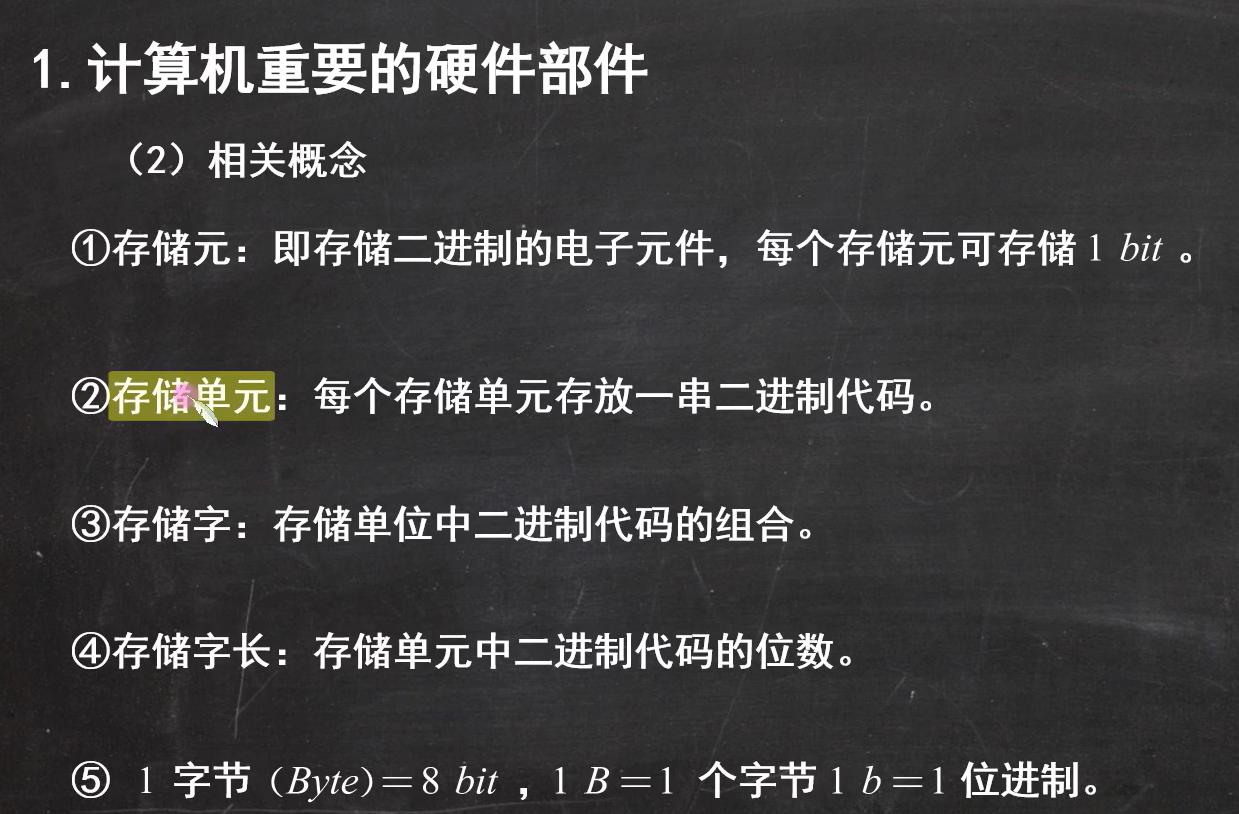 1.计算机重要的硬件部件
（2）相关概念
①存储元：即存储二进制的电子元件，每个存储元可存储1 bit 。
②存储单元：每个存储单元存放一串二进制代码。
③存储字：存储单位中二进制代码的组合。
④存储字长：存储单元中二进制代码的位数。
⑤ 1 字节 (Byte)=8 bit ，1 B=1 个字节1 b=1 位进制。